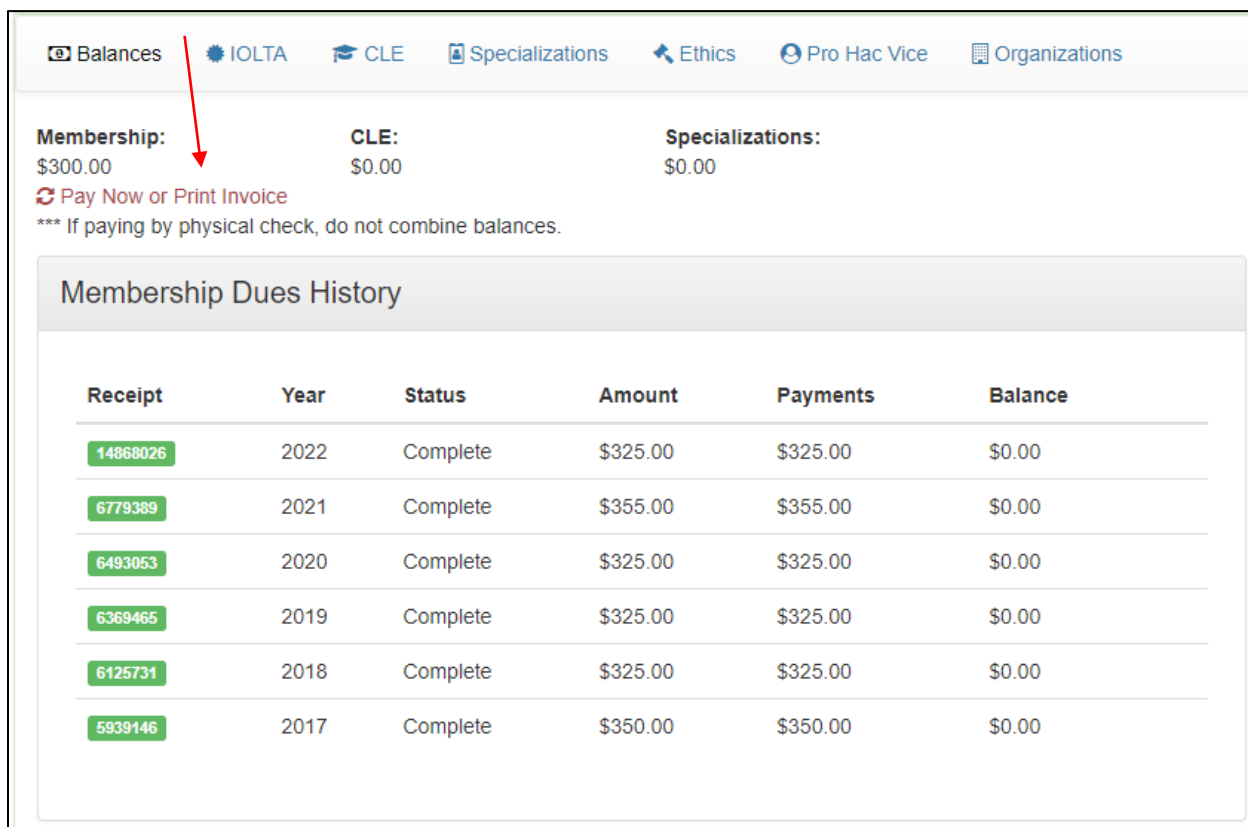 Balances IOLTA CLE Specializations Ethics Pro Hac Vice Organizations
Membership: CLE: Specializations:
$300.00 $0.00 $0.00
Pay Now or Print Invoice
*** If paying by physical check, do not combine balances.
Membership Dues History
Receipt Year Status Amount Payments Balance
14868026 2022 Complete $325.00 $325.00 $0.00
6779389 2021 Complete $355.00 $355.00 $0.00
6493053 2020 Complete $325.00 $325.00 $0.00
6369465 2019 Complete $325.00 $325.00 $0.00
6125731 2018 Complete $325.00 $325.00 $0.00
5939146 2017 Complete $350.00 $350.00 $0.00